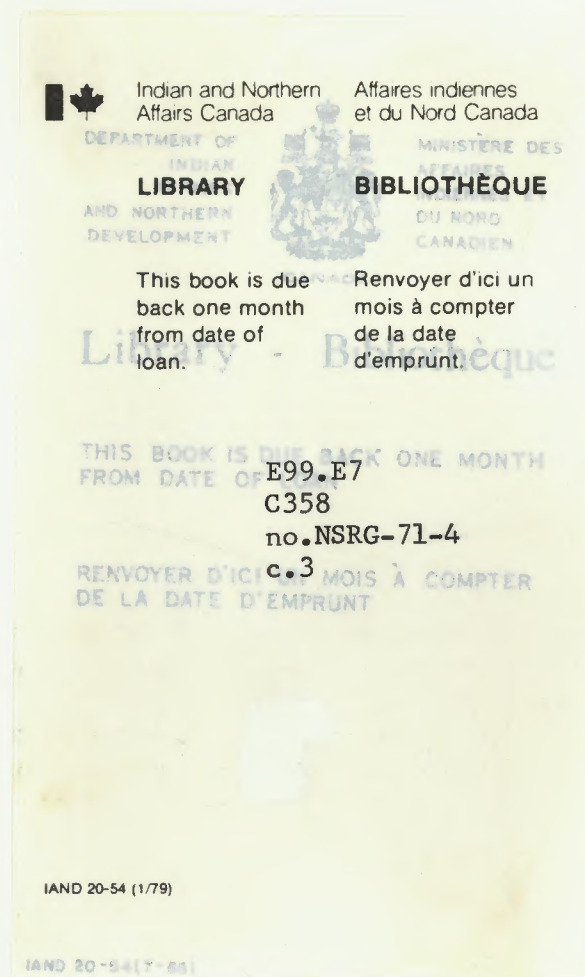 Indian and Northern
Affairs Canada
Affaires indiennes
et du Nord Canada
DEPARTMENT OF
INDIAN
AND NORTHERN
DEVELOPMENT
MINISTÈRE DES
AFFAIRES
INDIENNES ET
DU NORD
CANADIEN
LIBRARY
BIBLIOTHÈQUE
This book is due
back one month
from date of
loan.
Renvoyer d'ici un
mois à compter
de la date
d'emprunt.
Library - Bibliothèque
THIS BOOK IS DUE BACK ONE MONTH
FROM DATE OF LOAN
E99.E7
C358
no.NSRG-71-4
c.3
RENVOYER D'ICI UN MOIS À COMPTER
DE LA DATE D'EMPRUNT
IAND 20-54 (1/79)